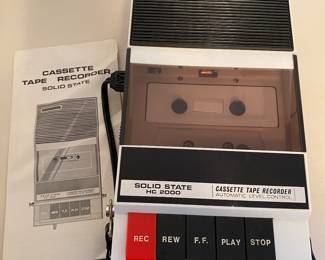 CASSETTE
TAPE RECORDER
SOLID STATE
SOLID STATE
HC 2000
CASSETTE TAPE RECORDER
AUTOMATIC LEVEL CONTROL
REC REW F.F. PLAY STOP